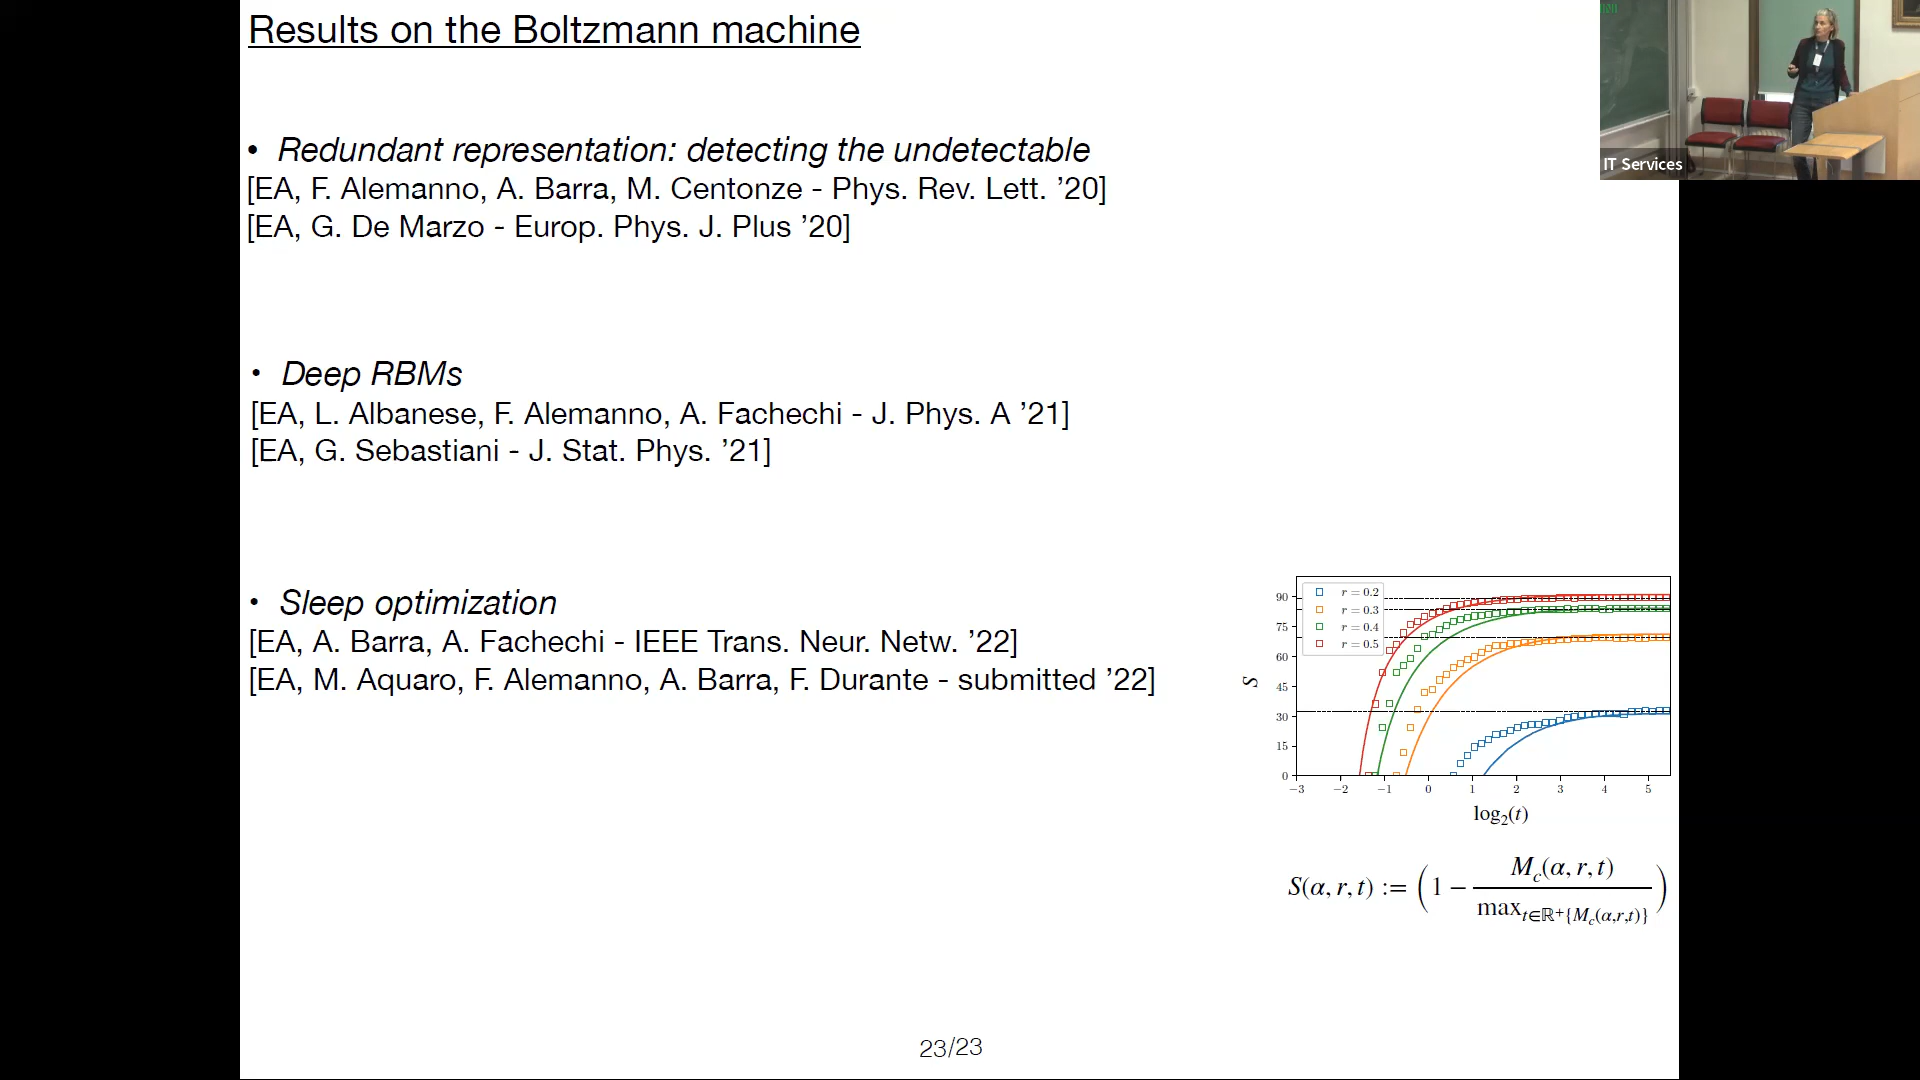 Results on the Boltzmann machine
IT Services
• Redundant representation: detecting the undetectable
[EA, F. Alemanno, A. Barra, M. Centonze - Phys. Rev. Lett. ’20]
[EA, G. De Marzo - Europ. Phys. J. Plus ’20]
• Deep RBMs
[EA, L. Albanese, F. Alemanno, A. Fachechi - J. Phys. A ’21]
[EA, G. Sebastiani - J. Stat. Phys. ’21]
• Sleep optimization
[EA, A. Barra, A. Fachechi - IEEE Trans. Neur. Netw. ’22]
[EA, M. Aquaro, F. Alemanno, A. Barra, F. Durante - submitted ’22]
r = 0.2
r = 0.3
r = 0.4
r = 0.5
90
75
60
45
30
15
0
S
−3 −2 −1 0 1 2 3 4 5
log₂(t)
S(α, r, t) := (1 − M_c(α, r, t) / max_{t∈ℝ⁺{M_c(α,r,t)}})
23/23